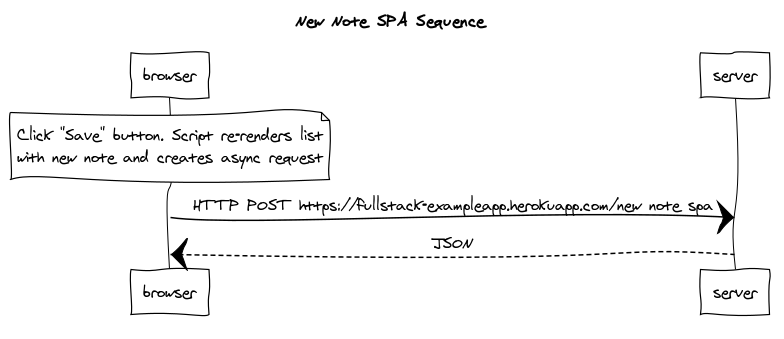 New Note SPA Sequence
browser
server
Click "Save" button. Script re-renders list
with new note and creates async request
HTTP POST https://fullstack-exampleapp.herokuapp.com/new note spa
JSON
browser
server